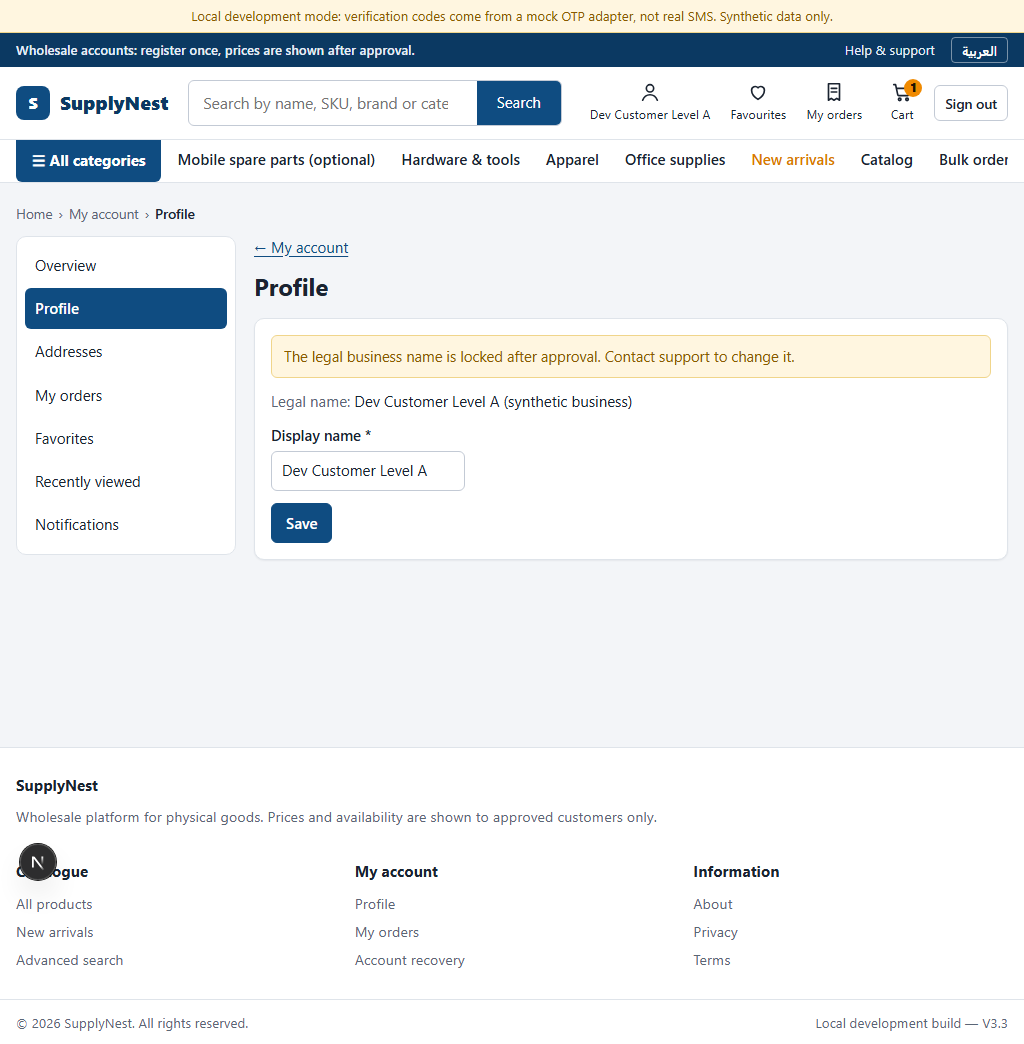 Local development mode: verification codes come from a mock OTP adapter, not real SMS. Synthetic data only.
Wholesale accounts: register once, prices are shown after approval.
Help & support
العربية
S
SupplyNest
Search by name, SKU, brand or cate
Search
Dev Customer Level A
Favourites
My orders
1
Cart
Sign out
☰ All categories
Mobile spare parts (optional)
Hardware & tools
Apparel
Office supplies
New arrivals
Catalog
Bulk order
Home › My account › Profile
Overview
Profile
Addresses
My orders
Favorites
Recently viewed
Notifications
← My account
Profile
The legal business name is locked after approval. Contact support to change it.
Legal name: Dev Customer Level A (synthetic business)
Display name *
Dev Customer Level A
Save
SupplyNest
Wholesale platform for physical goods. Prices and availability are shown to approved customers only.
N
All products
New arrivals
Advanced search
My account
Profile
My orders
Account recovery
Information
About
Privacy
Terms
© 2026 SupplyNest. All rights reserved.
Local development build — V3.3